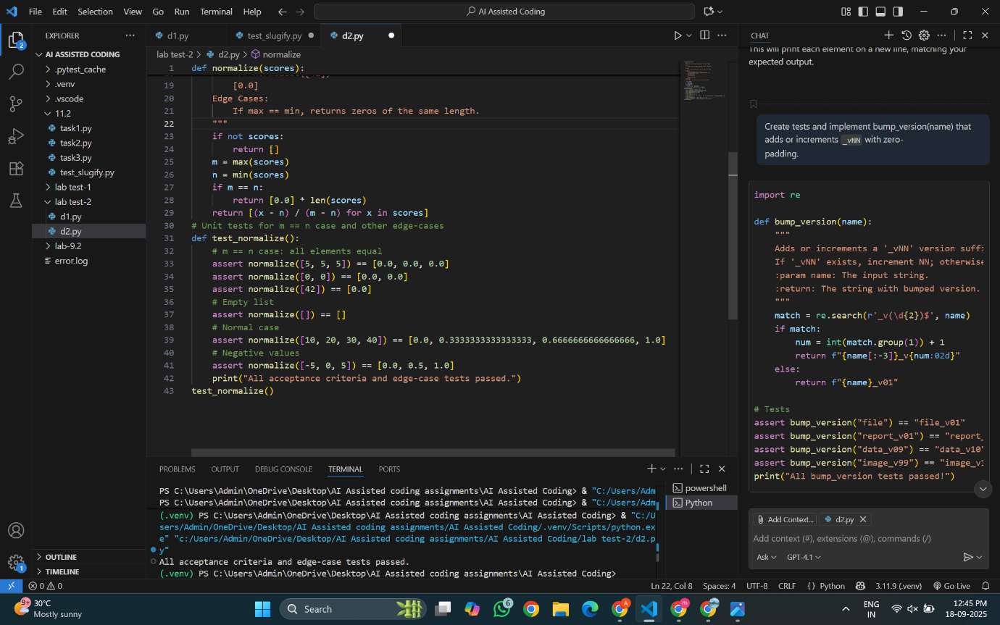 File Edit Selection View Go Run Terminal Help
AI Assisted Coding
EXPLORER
AI ASSISTED CODING
.pytest_cache
.venv
.vscode
11.2
task1.py
task2.py
task3.py
test_slugify.py
lab test-1
lab test-2
d1.py
d2.py
lab-9.2
error.log
OUTLINE
TIMELINE
2
1
d1.py
test_slugify.py
d2.py
lab test-2 > d2.py > normalize
1 def normalize(scores):
19 [0.0]
20 Edge Cases:
21 If max == min, returns zeros of the same length.
22 """
23 if not scores:
24 return []
25 m = max(scores)
26 n = min(scores)
27 if m == n:
28 return [0.0] * len(scores)
29 return [(x - n) / (m - n) for x in scores]
30 # Unit tests for m == n case and other edge-cases
31 def test_normalize():
32 # m == n case: all elements equal
33 assert normalize([5, 5, 5]) == [0.0, 0.0, 0.0]
34 assert normalize([0, 0]) == [0.0, 0.0]
35 assert normalize([42]) == [0.0]
36 # Empty list
37 assert normalize([]) == []
38 # Normal case
39 assert normalize([10, 20, 30, 40]) == [0.0, 0.3333333333333333, 0.6666666666666666, 1.0]
40 # Negative values
41 assert normalize([-5, 0, 5]) == [0.0, 0.5, 1.0]
42 print("All acceptance criteria and edge-case tests passed.")
43 test_normalize()
PROBLEMS OUTPUT DEBUG CONSOLE TERMINAL PORTS
PS C:\Users\Admin\OneDrive\Desktop\AI Assisted coding assignments\AI Assisted Coding> & "C:/Users/Adm
PS C:\Users\Admin\OneDrive\Desktop\AI Assisted coding assignments\AI Assisted Coding> & "C:/Users/Adm
(.venv) PS C:\Users\Admin\OneDrive\Desktop\AI Assisted coding assignments\AI Assisted Coding> & "C:/U
sers/Admin/OneDrive/Desktop/AI Assisted coding assignments/AI Assisted Coding/.venv/Scripts/python.ex
e" "c:/Users/Admin/OneDrive/Desktop/AI Assisted coding assignments/AI Assisted Coding/lab test-2/d2.p
y"
All acceptance criteria and edge-case tests passed.
(.venv) PS C:\Users\Admin\OneDrive\Desktop\AI Assisted coding assignments\AI Assisted Coding>
powershell
Python
CHAT
This will print each element on a new line, matching your
expected output.
Create tests and implement bump_version(name) that
adds or increments _vNN with zero-
padding.
import re
def bump_version(name):
"""
Adds or increments a '_vNN' version suffi
If '_vNN' exists, increment NN; otherwise
:param name: The input string.
:return: The string with bumped version.
"""
match = re.search(r'_v(\d{2})$', name)
if match:
num = int(match.group(1)) + 1
return f"{name[:-3]}_v{num:02d}"
else:
return f"{name}_v01"
# Tests
assert bump_version("file") == "file_v01"
assert bump_version("report_v01") == "report_
assert bump_version("data_v09") == "data_v10"
assert bump_version("image_v99") == "image_v1
print("All bump_version tests passed!")
Add Context... d2.py
Add context (#), extensions (@), commands (/)
Ask GPT-4.1
0 0
Ln 22, Col 8 Spaces: 4 UTF-8 CRLF {} Python 3.11.9 (.venv) Go Live
9+
30°C
Mostly sunny
Search
6
A
m
ENG
IN
12:45 PM
18-09-2025